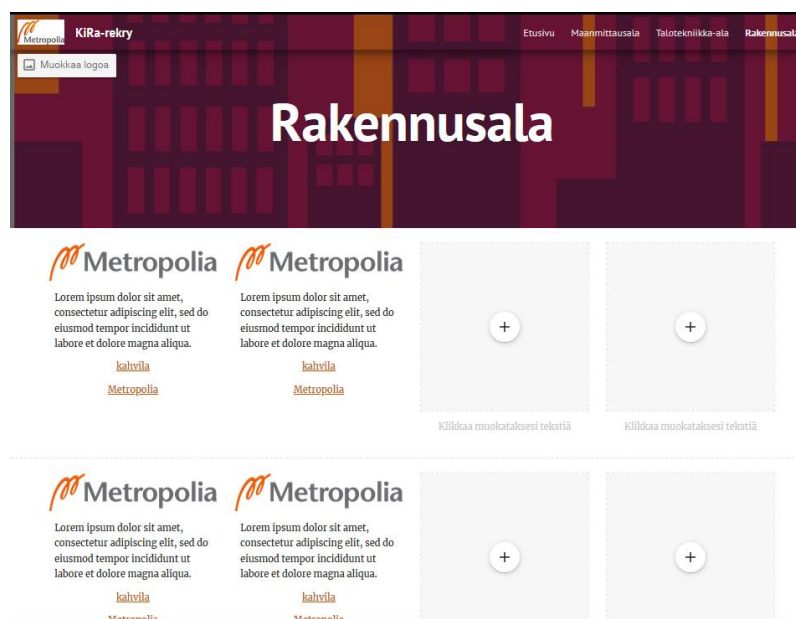 Metropolia
KiRa-rekry
Etusivu Maanmittausala Talotekniikka-ala Rakennusala
Muokkaa logoa
Rakennusala
Metropolia
Lorem ipsum dolor sit amet,
consectetur adipiscing elit, sed do
eiusmod tempor incididunt ut
labore et dolore magna aliqua.
kahvila
Metropolia
Metropolia
Lorem ipsum dolor sit amet,
consectetur adipiscing elit, sed do
eiusmod tempor incididunt ut
labore et dolore magna aliqua.
kahvila
Metropolia
Klikkaa muokataksesi tekstiä
Klikkaa muokataksesi tekstiä
Metropolia
Lorem ipsum dolor sit amet,
consectetur adipiscing elit, sed do
eiusmod tempor incididunt ut
labore et dolore magna aliqua.
kahvila
Metropolia
Metropolia
Lorem ipsum dolor sit amet,
consectetur adipiscing elit, sed do
eiusmod tempor incididunt ut
labore et dolore magna aliqua.
kahvila
Metropolia